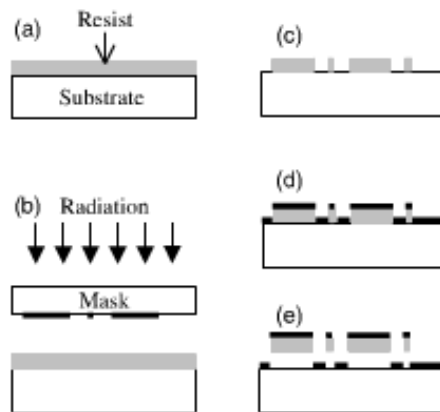 (a)
Resist
Substrate
(b) Radiation
Mask
(c)
(d)
(e)